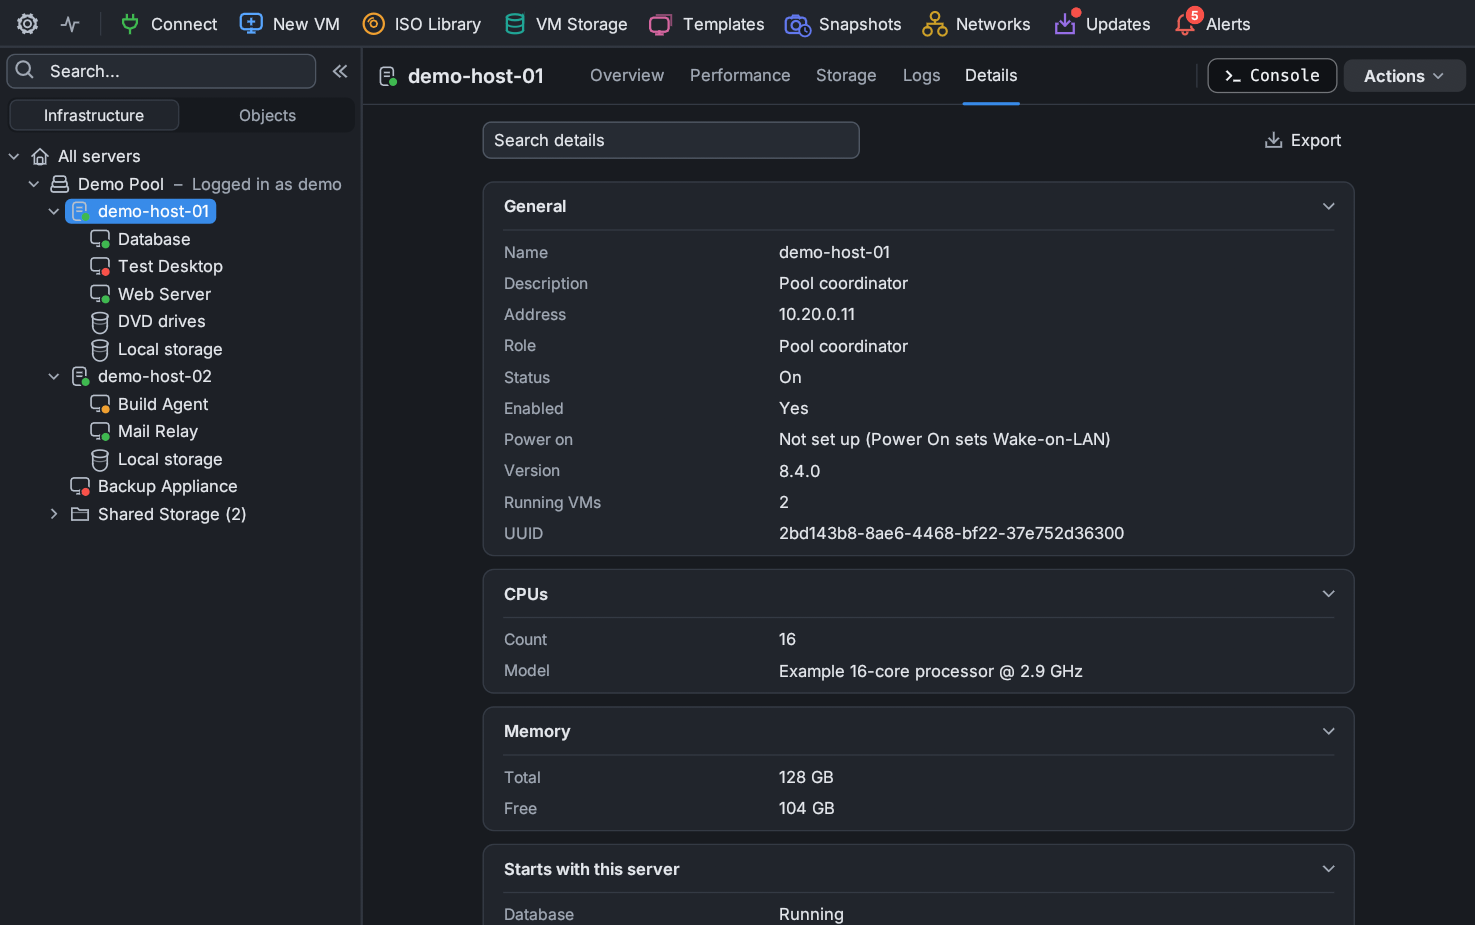 Connect
New VM
ISO Library
VM Storage
Templates
Snapshots
Networks
Updates
5
Alerts
Search...
Infrastructure
Objects
All servers
Demo Pool – Logged in as demo
demo-host-01
Database
Test Desktop
Web Server
DVD drives
Local storage
demo-host-02
Build Agent
Mail Relay
Local storage
Backup Appliance
Shared Storage (2)
demo-host-01
Overview
Performance
Storage
Logs
Details
>_ Console
Actions
Search details
Export
General
Name demo-host-01
Description Pool coordinator
Address 10.20.0.11
Role Pool coordinator
Status On
Enabled Yes
Power on Not set up (Power On sets Wake-on-LAN)
Version 8.4.0
Running VMs 2
UUID 2bd143b8-8ae6-4468-bf22-37e752d36300
CPUs
Count 16
Model Example 16-core processor @ 2.9 GHz
Memory
Total 128 GB
Free 104 GB
Starts with this server
Database Running